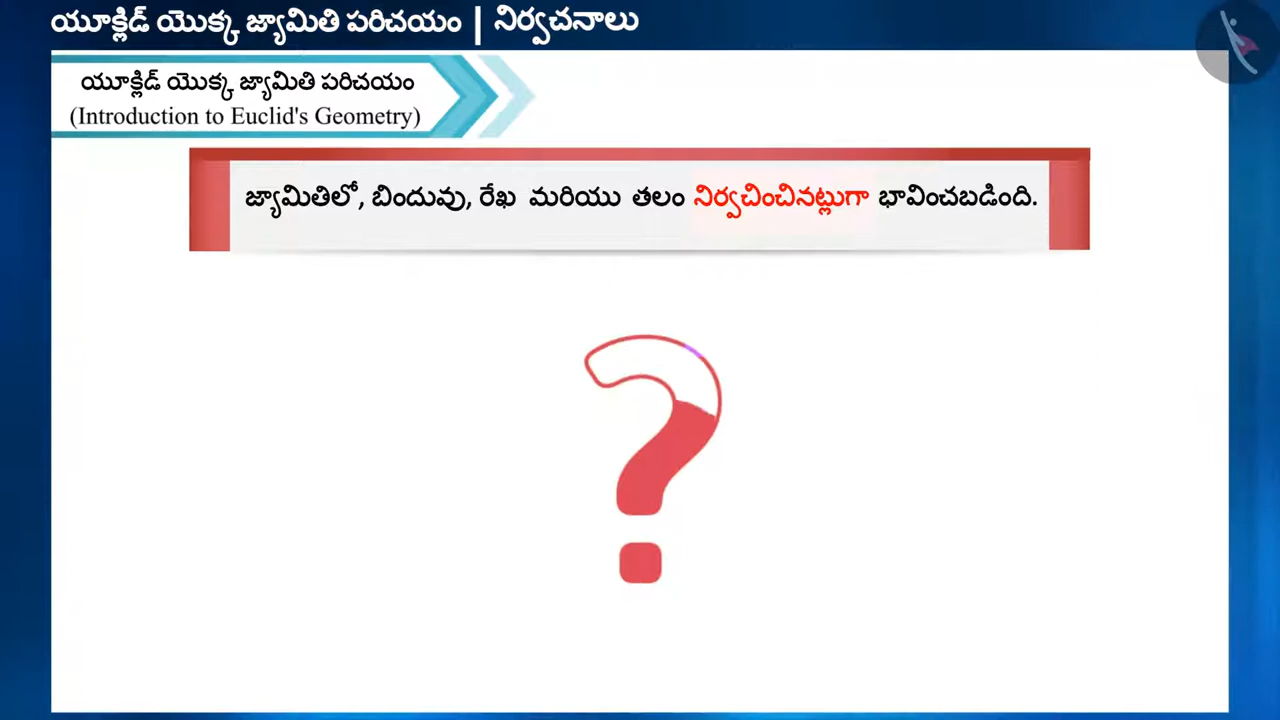 యూక్లిడ్ యొక్క జ్యామితి పరిచయం | నిర్వచనాలు
యూక్లిడ్ యొక్క జ్యామితి పరిచయం
(Introduction to Euclid's Geometry)
జ్యామితిలో, బిందువు, రేఖ మరియు తలం నిర్వచించినట్లుగా భావించబడింది.